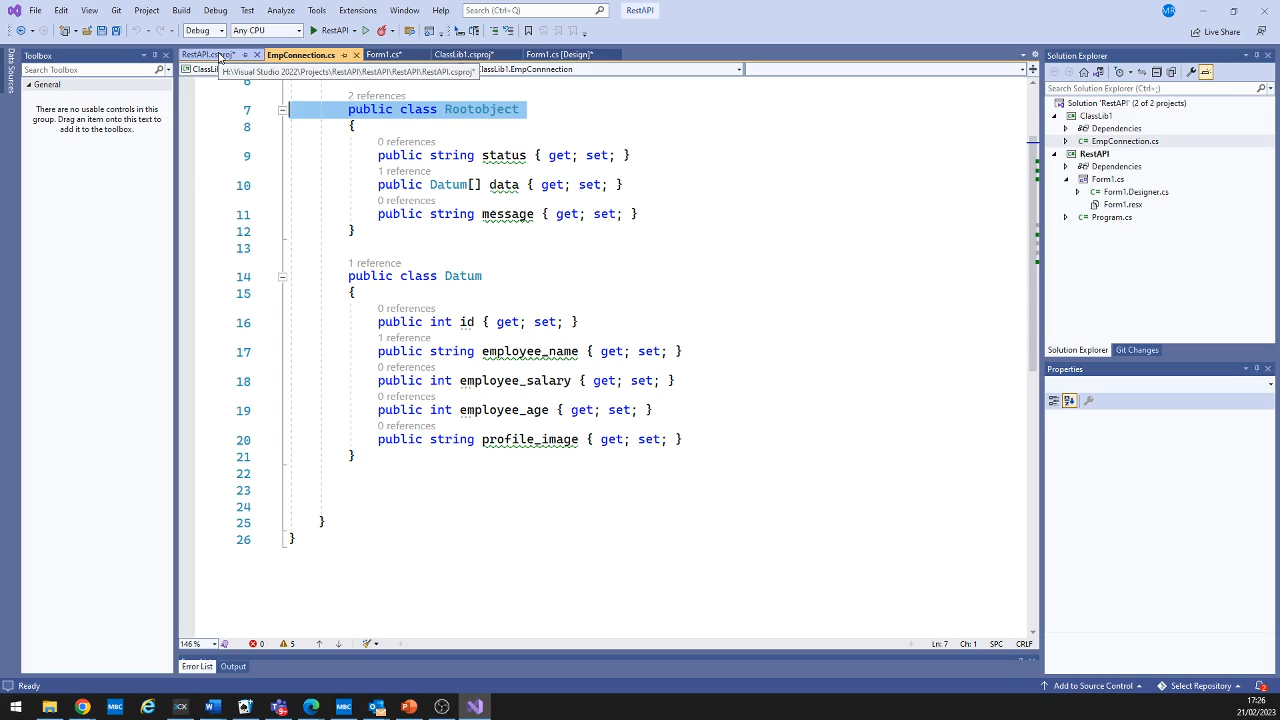 File Edit View Git Project Build Debug Test Analyze Tools Extensions Window Help Search (Ctrl+Q) RestAPI MR
Debug Any CPU RestAPI Live Share
Toolbox
Search Toolbox
General
There are no usable controls in this
group. Drag an item onto this text to
add it to the toolbox.
Data Sources
RestAPI.csproj* EmpConnection.cs Form1.cs* ClassLib1.csproj* Form1.cs [Design]*
H:\Visual Studio 2022\Projects\RestAPI\RestAPI\RestAPI\RestAPI.csproj*
ClassLib1.EmpConnnection
6
2 references
7 public class Rootobject
8 {
0 references
9 public string status { get; set; }
1 reference
10 public Datum[] data { get; set; }
0 references
11 public string message { get; set; }
12 }
13
1 reference
14 public class Datum
15 {
0 references
16 public int id { get; set; }
1 reference
17 public string employee_name { get; set; }
0 references
18 public int employee_salary { get; set; }
0 references
19 public int employee_age { get; set; }
0 references
20 public string profile_image { get; set; }
21 }
22
23
24
25 }
26 }
146 % 0 5 Ln: 7 Ch: 1 SPC CRLF
Error List Output
Solution Explorer
Search Solution Explorer (Ctrl+;)
Solution 'RestAPI' (2 of 2 projects)
ClassLib1
Dependencies
EmpConnection.cs
RestAPI
Dependencies
Form1.cs
Form1.Designer.cs
Form1.resx
Program.cs
Solution Explorer Git Changes
Properties
Ready Add to Source Control Select Repository 2
17:26
21/02/2023